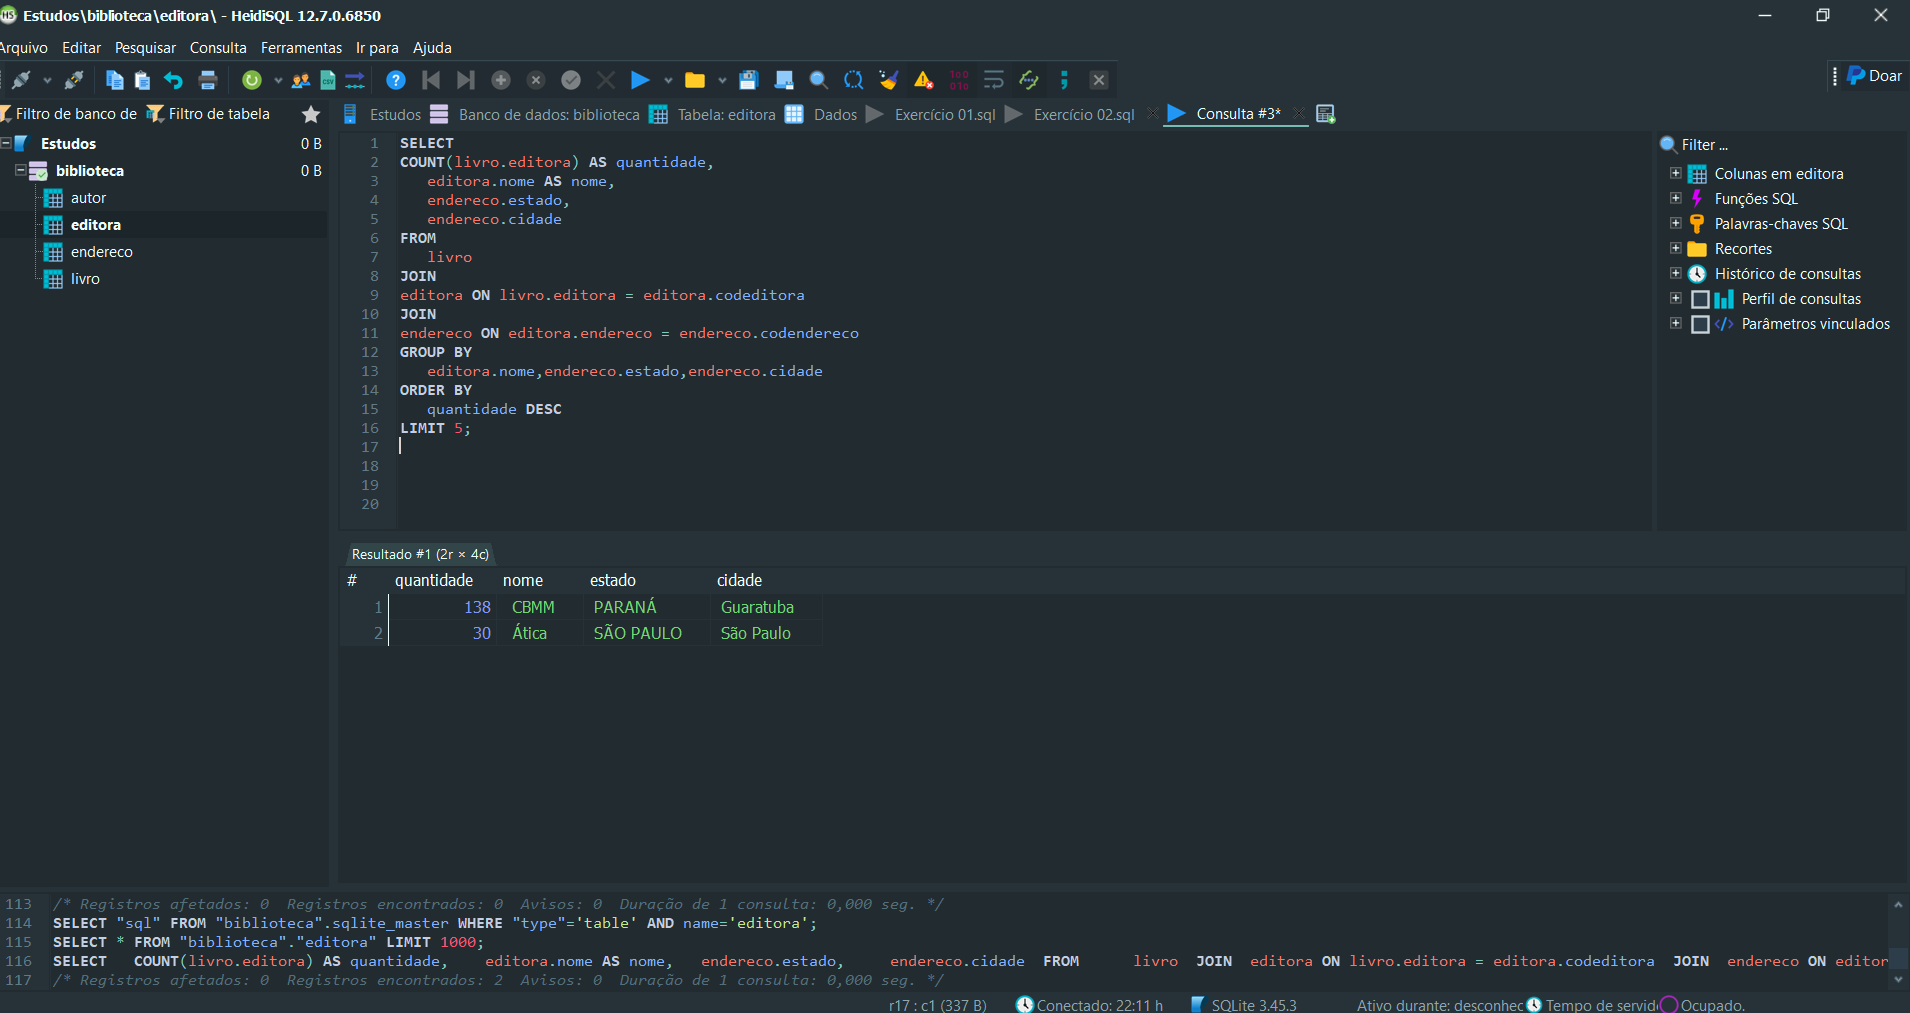 Estudos\biblioteca\editora\ - HeidiSQL 12.7.0.6850
Arquivo Editar Pesquisar Consulta Ferramentas Ir para Ajuda
Doar
Filtro de banco de Filtro de tabela
Estudos 0 B
biblioteca 0 B
autor
editora
endereco
livro
Estudos Banco de dados: biblioteca Tabela: editora Dados Exercício 01.sql Exercício 02.sql Consulta #3*
1 SELECT
2 COUNT(livro.editora) AS quantidade,
3 editora.nome AS nome,
4 endereco.estado,
5 endereco.cidade
6 FROM
7 livro
8 JOIN
9 editora ON livro.editora = editora.codeditora
10 JOIN
11 endereco ON editora.endereco = endereco.codendereco
12 GROUP BY
13 editora.nome,endereco.estado,endereco.cidade
14 ORDER BY
15 quantidade DESC
16 LIMIT 5;
17
18
19
20
Filter ...
Colunas em editora
Funções SQL
Palavras-chaves SQL
Recortes
Histórico de consultas
Perfil de consultas
Parâmetros vinculados
Resultado #1 (2r × 4c)
# quantidade nome estado cidade
1 138 CBMM PARANÁ Guaratuba
2 30 Ática SÃO PAULO São Paulo
113 /* Registros afetados: 0 Registros encontrados: 0 Avisos: 0 Duração de 1 consulta: 0,000 seg. */
114 SELECT "sql" FROM "biblioteca".sqlite_master WHERE "type"='table' AND name='editora';
115 SELECT * FROM "biblioteca"."editora" LIMIT 1000;
116 SELECT COUNT(livro.editora) AS quantidade, editora.nome AS nome, endereco.estado, endereco.cidade FROM livro JOIN editora ON livro.editora = editora.codeditora JOIN endereco ON editor
117 /* Registros afetados: 0 Registros encontrados: 2 Avisos: 0 Duração de 1 consulta: 0,000 seg. */
r17 : c1 (337 B) Conectado: 22:11 h SQLite 3.45.3 Ativo durante: desconhec Tempo de servid Ocupado.